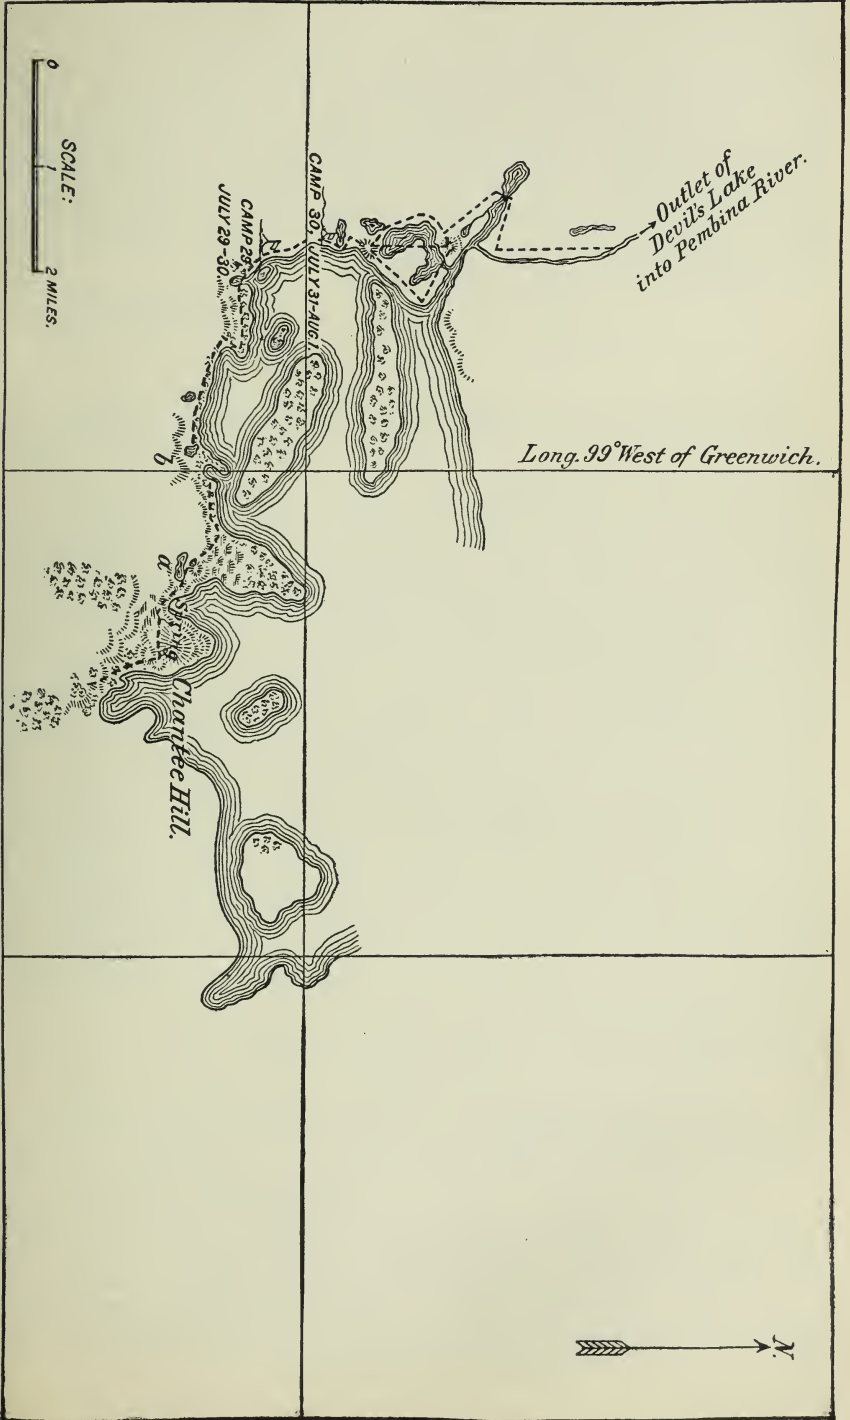 Outlet of
Devil's Lake
into Pembina River.
CAMP 30, JULY 31-AUG. 1.
CAMP 29,
JULY 29-30.
Long. 99° West of Greenwich.
b
a
Spring
Chantee Hill.
SCALE:
0 1 2 MILES.
N.